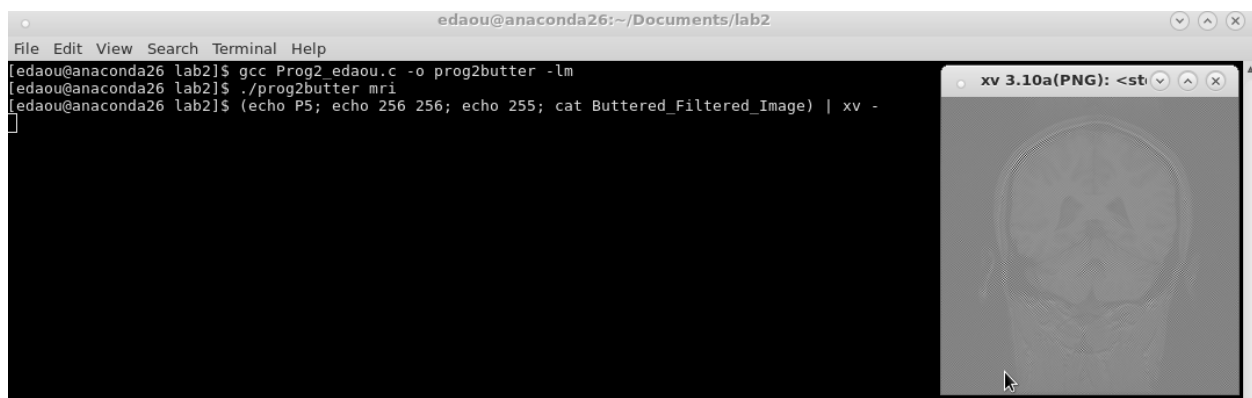 edaou@anaconda26:~/Documents/lab2
File Edit View Search Terminal Help
[edaou@anaconda26 lab2]$ gcc Prog2_edaou.c -o prog2butter -lm
[edaou@anaconda26 lab2]$ ./prog2butter mri
[edaou@anaconda26 lab2]$ (echo P5; echo 256 256; echo 255; cat Buttered_Filtered_Image) | xv -
xv 3.10a(PNG): <st